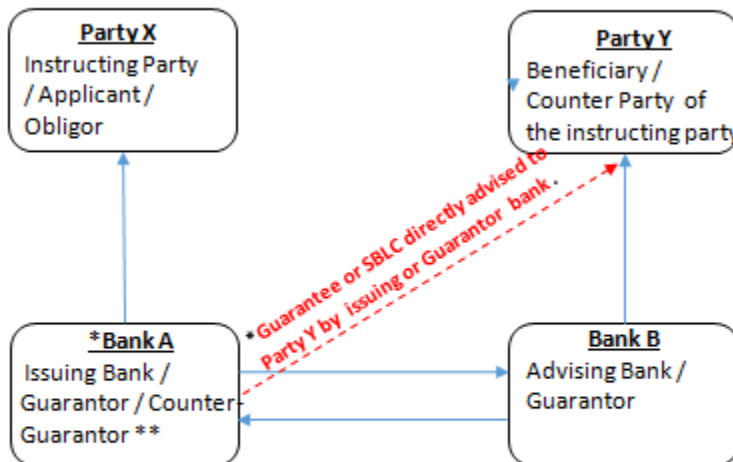 Party X
Instructing Party
/ Applicant /
Obligor
Party Y
Beneficiary /
Counter Party of
the instructing party
*Guarantee or SBLC directly advised to
Party Y by issuing or Guarantor bank .
*Bank A
Issuing Bank /
Guarantor / Counter-
Guarantor **
Bank B
Advising Bank /
Guarantor